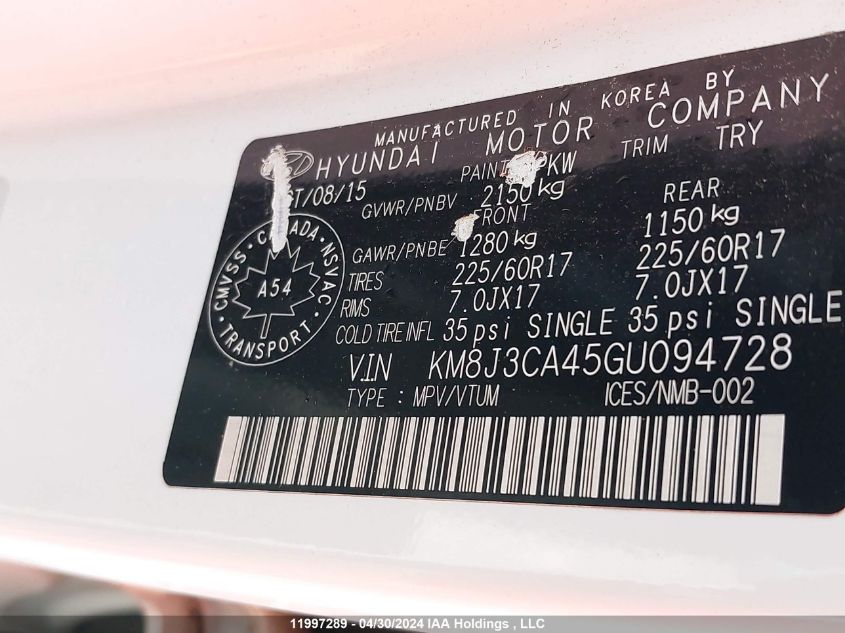 MANUFACTURED IN KOREA BY
HYUNDAI MOTOR COMPANY
T/08/15 PAINT PKW TRIM TRY
GVWR/PNBV 2150 kg
FRONT REAR
GAWR/PNBE 1280 kg 1150 kg
TIRES 225/60R17 225/60R17
RIMS 7.0JX17 7.0JX17
COLD TIRE INFL 35 psi SINGLE 35 psi SINGLE
V.I.N KM8J3CA45GU094728
TYPE : MPV/VTUM ICES/NMB-002
CMVSS · CANADA · NSVAC · TRANSPORT ·
A54
11997289 - 04/30/2024 IAA Holdings , LLC